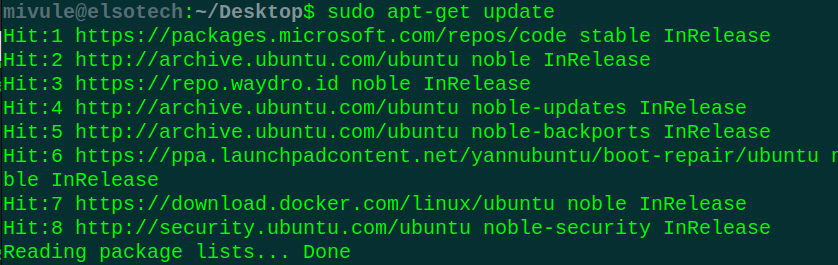 mivule@elsotech:~/Desktop$ sudo apt-get update
Hit:1 https://packages.microsoft.com/repos/code stable InRelease
Hit:2 http://archive.ubuntu.com/ubuntu noble InRelease
Hit:3 https://repo.waydro.id noble InRelease
Hit:4 http://archive.ubuntu.com/ubuntu noble-updates InRelease
Hit:5 http://archive.ubuntu.com/ubuntu noble-backports InRelease
Hit:6 https://ppa.launchpadcontent.net/yannubuntu/boot-repair/ubuntu n
ble InRelease
Hit:7 https://download.docker.com/linux/ubuntu noble InRelease
Hit:8 http://security.ubuntu.com/ubuntu noble-security InRelease
Reading package lists... Done